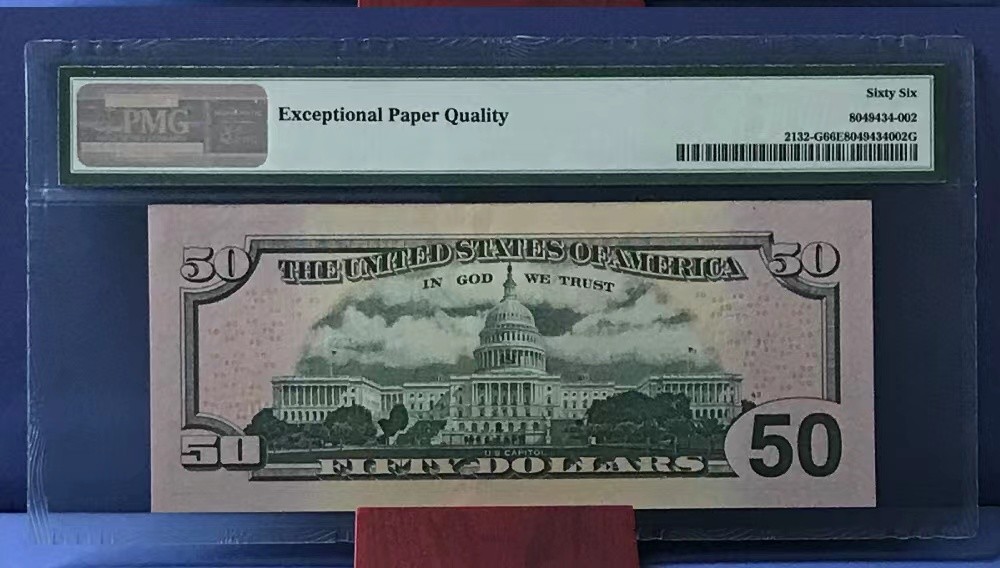 PMG
Exceptional Paper Quality
Sixty Six
8049434-002
2132-G66E8049434002G
50
THE UNITED STATES OF AMERICA
50
IN GOD WE TRUST
50
US CAPITOL
FIFTY DOLLARS
50